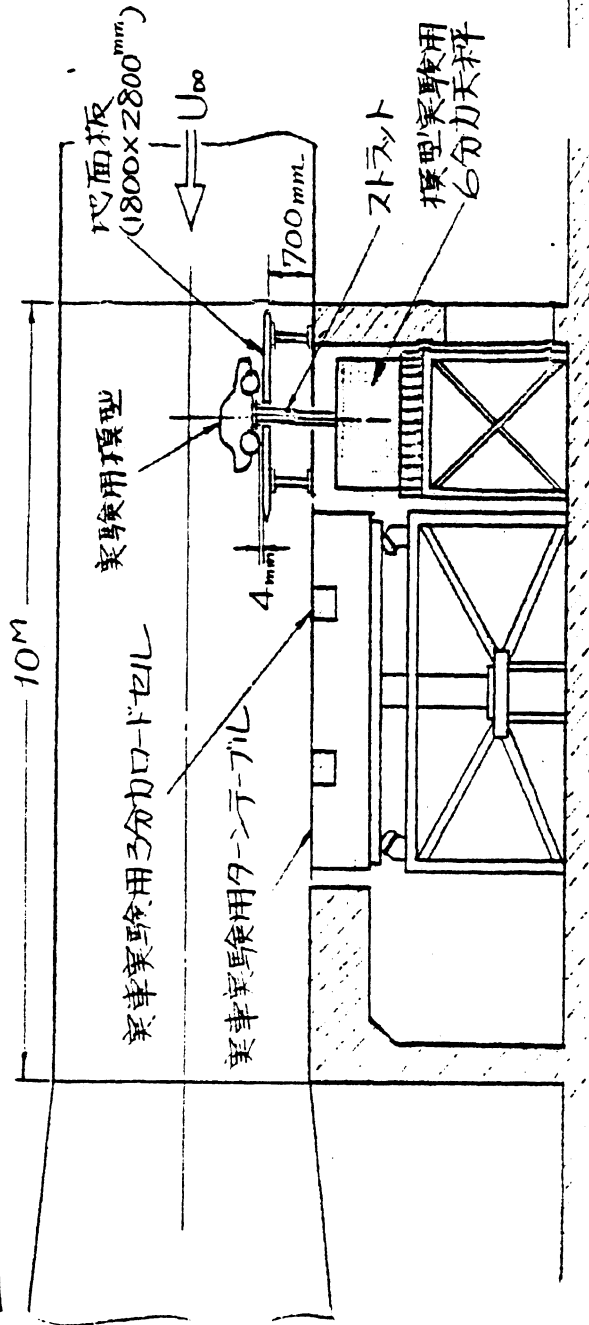 10M
実験用模型
地面板
(1800×2800mm)
U∞
700mm
4mm
実車実験用3分力ロードセル
実車実験用ターンテーブル
ストラット
模型実験用
6分力天秤